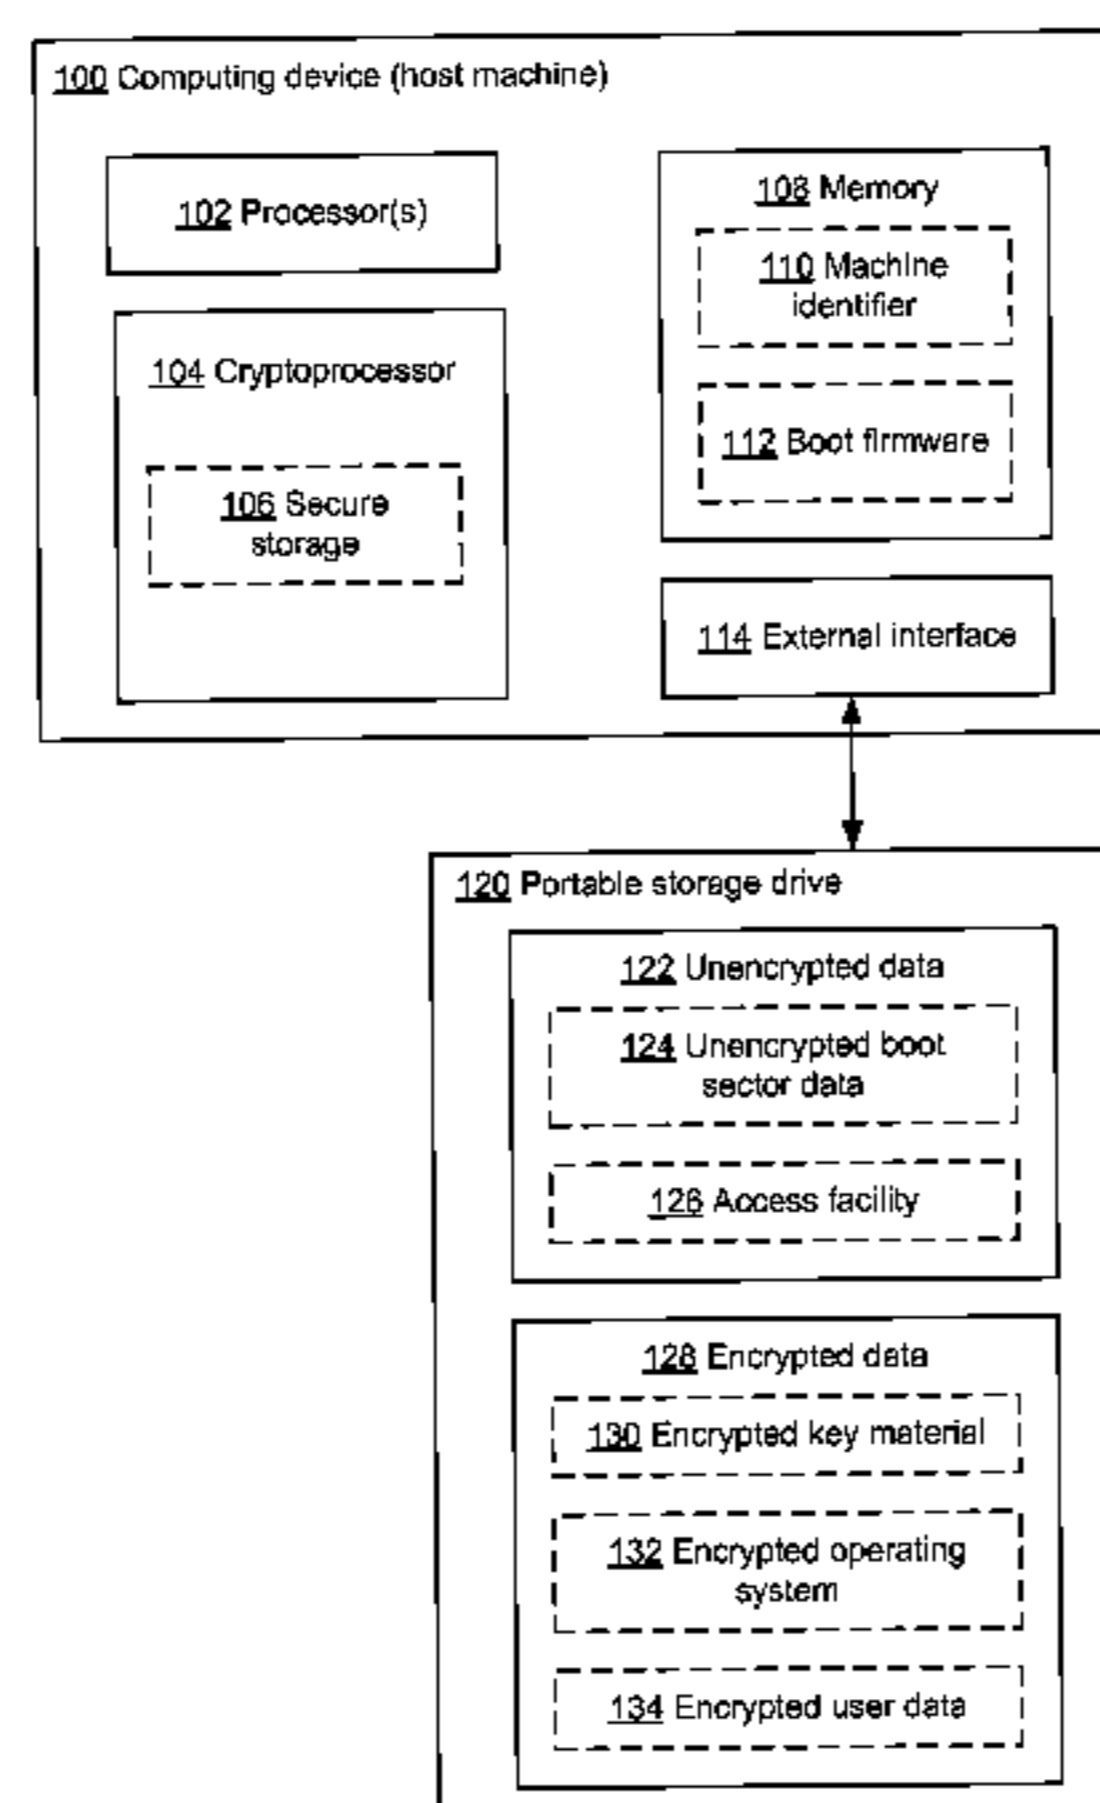 100 Computing device (host machine)
102 Processor(s)
104 Cryptoprocessor
106 Secure
storage
108 Memory
110 Machine
identifier
112 Boot firmware
114 External interface
120 Portable storage drive
122 Unencrypted data
124 Unencrypted boot
sector data
126 Access facility
128 Encrypted data
130 Encrypted key material
132 Encrypted operating
system
134 Encrypted user data